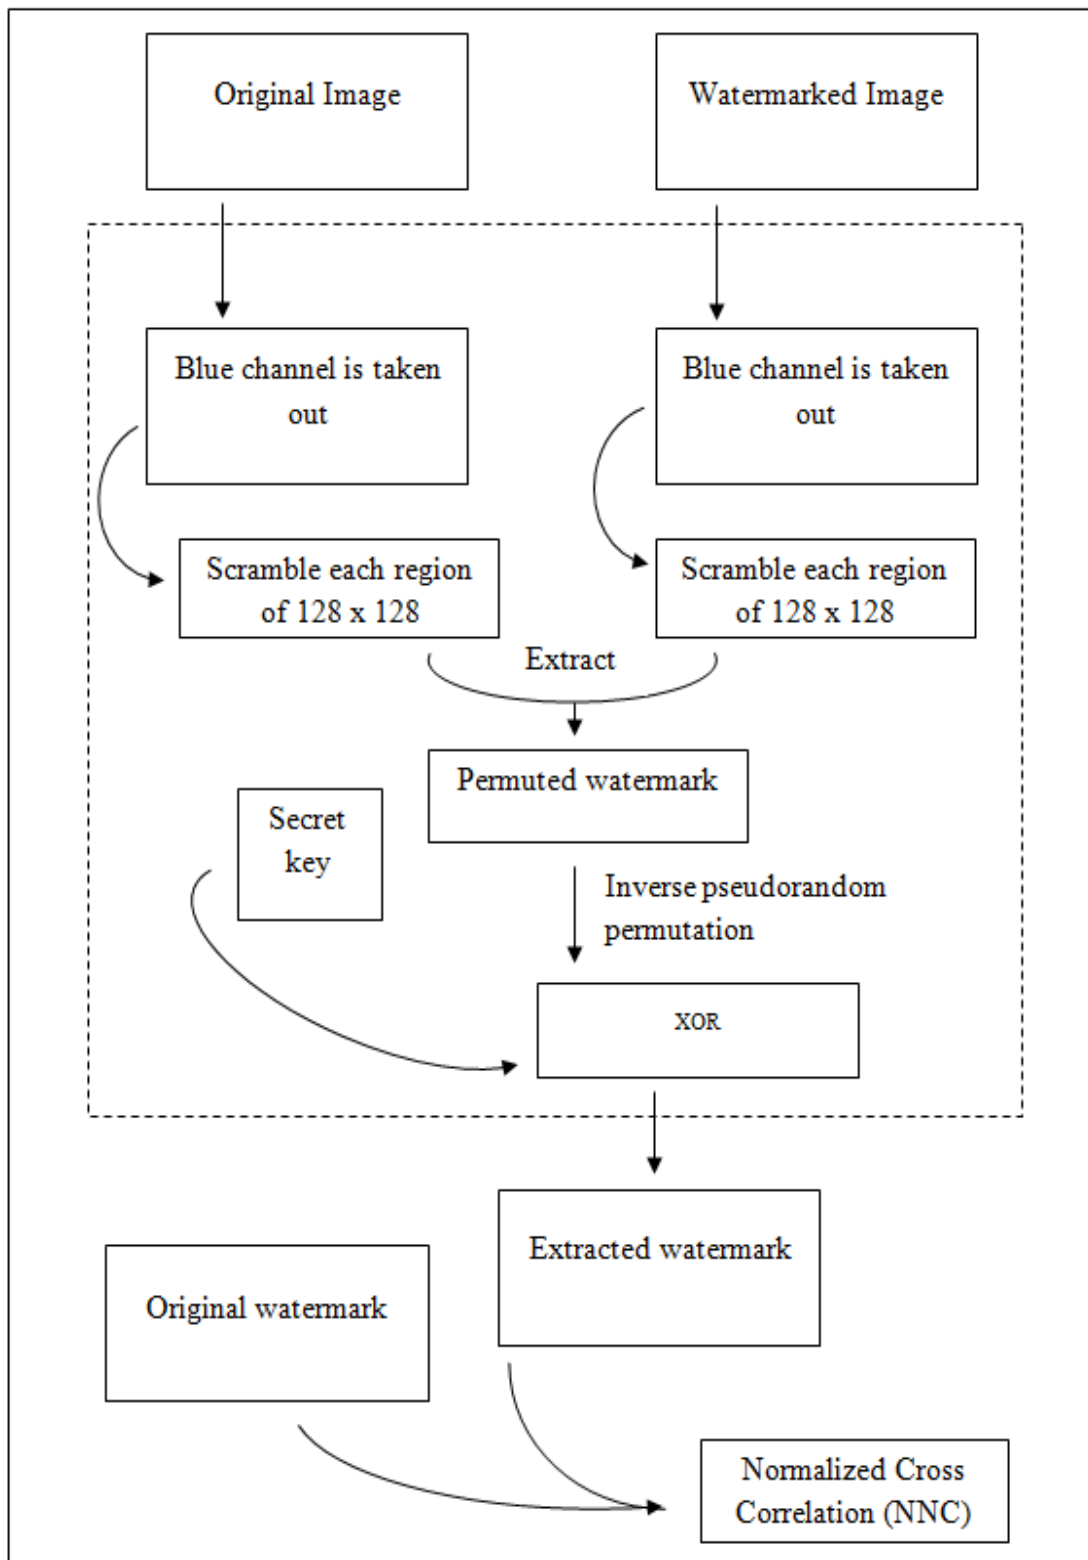 Original Image
Watermarked Image
Blue channel is taken
out
Blue channel is taken
out
Scramble each region
of 128 x 128
Scramble each region
of 128 x 128
Extract
Permuted watermark
Secret
key
Inverse pseudorandom
permutation
XOR
Extracted watermark
Original watermark
Normalized Cross
Correlation (NNC)